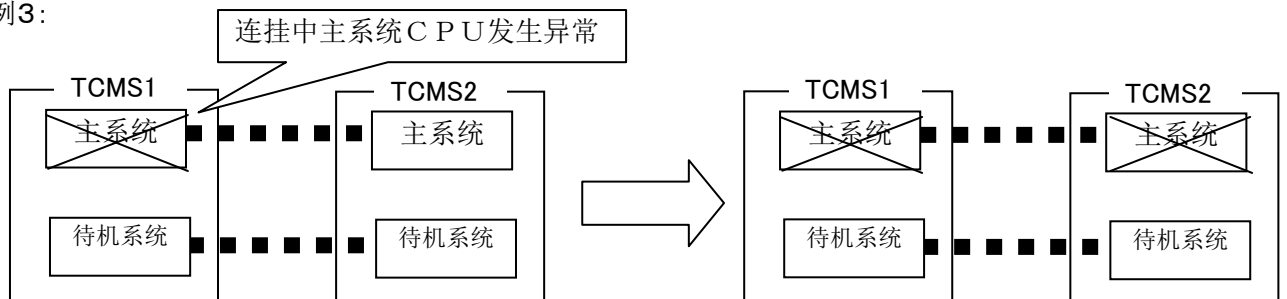 例3：
连挂中主系统ＣＰＵ发生异常
TCMS1
TCMS2
主系统
主系统
待机系统
待机系统
TCMS1
TCMS2
主系统
主系统
待机系统
待机系统